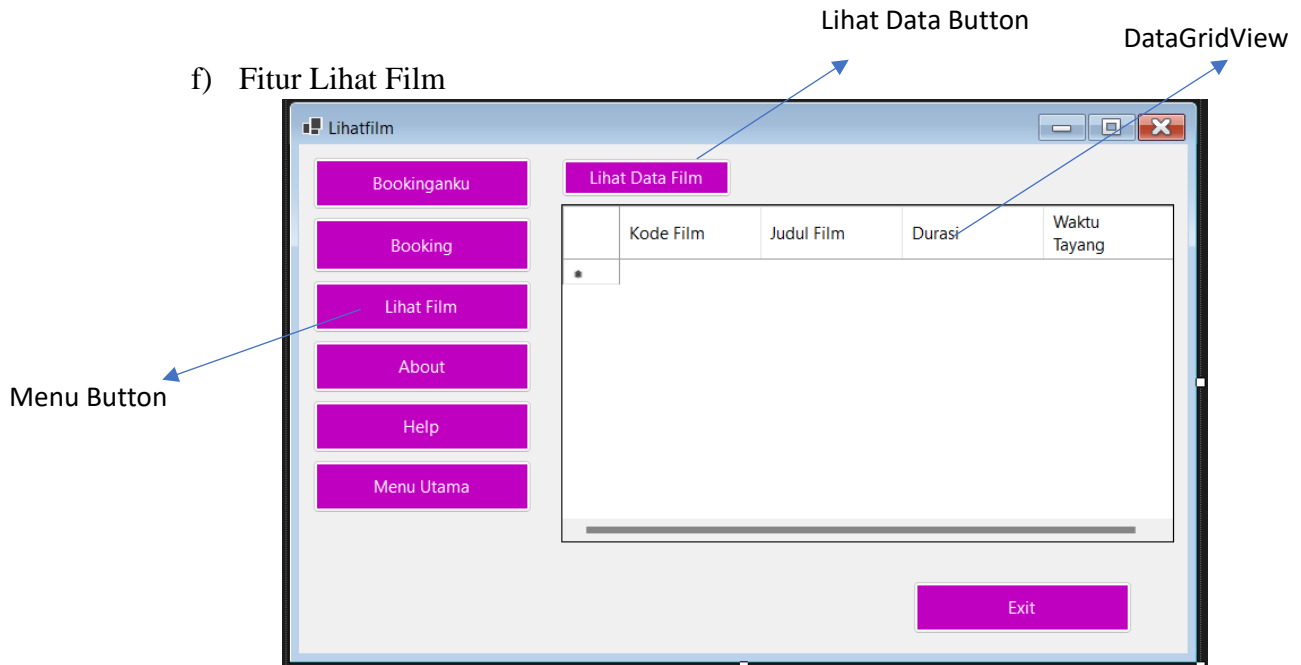 Lihat Data Button
DataGridView
f) Fitur Lihat Film
Lihatfilm
Bookinganku
Lihat Data Film
Kode Film
Judul Film
Durasi
Waktu
Tayang
Booking
Lihat Film
About
Menu Button
Help
Menu Utama
Exit